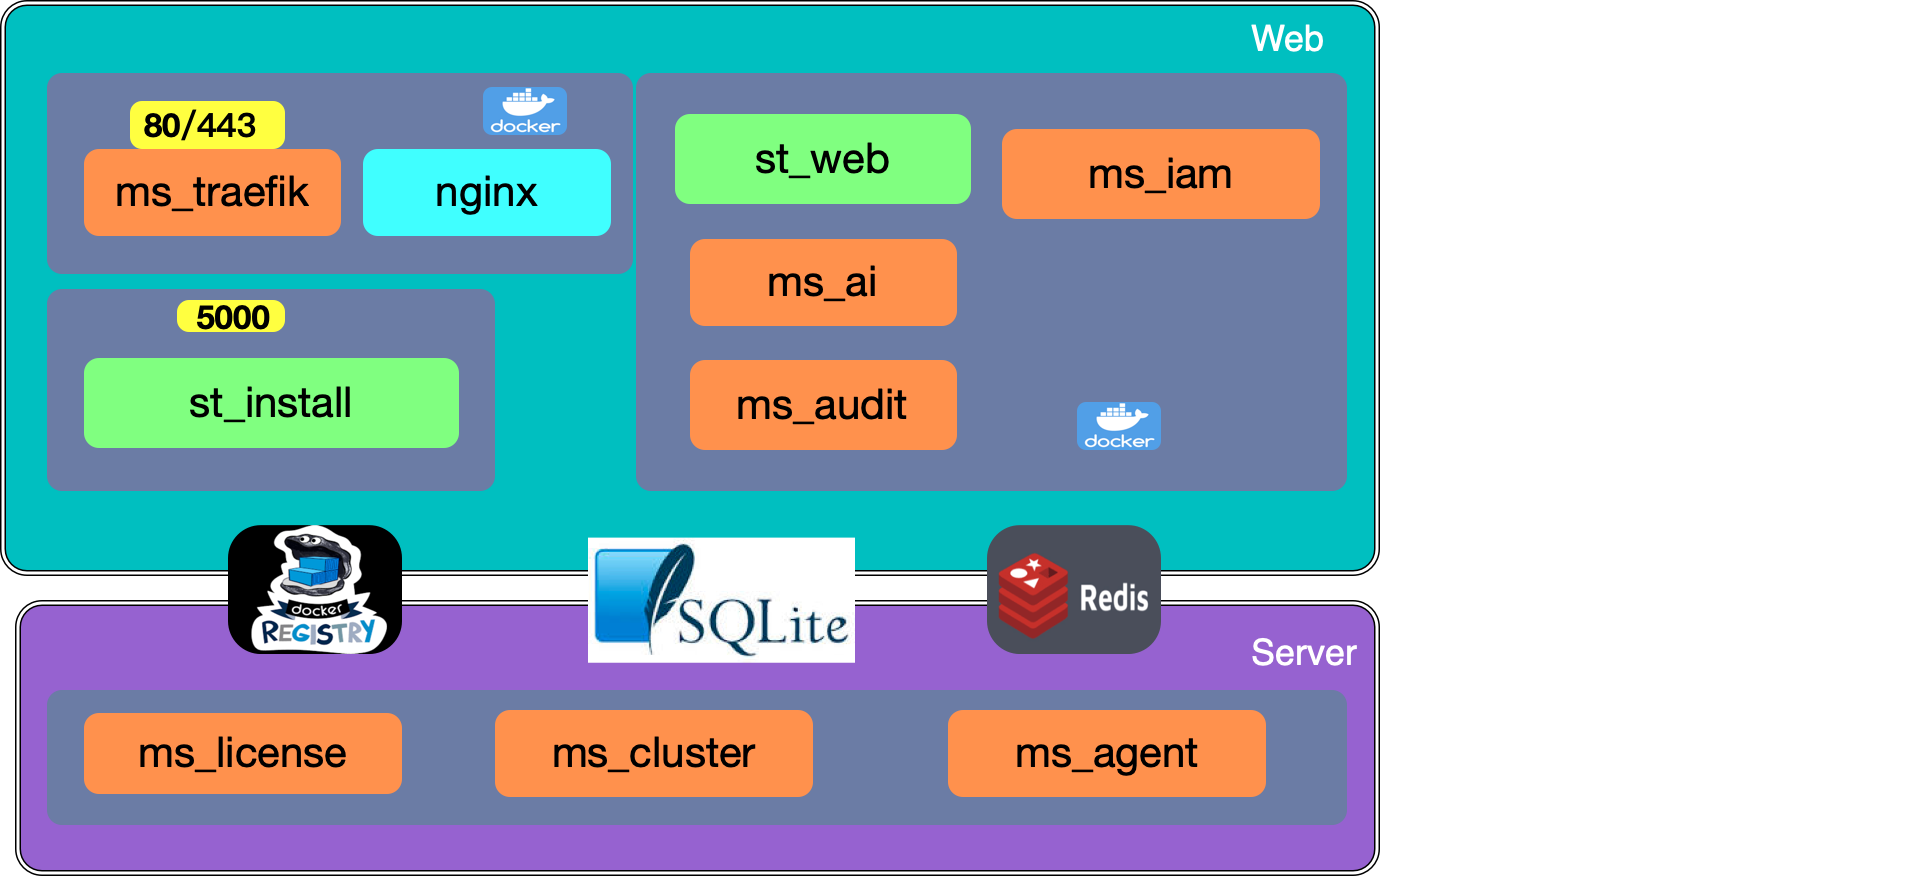 Web
80/443
docker
ms_traefik
nginx
5000
st_install
st_web
ms_iam
ms_ai
ms_audit
docker
docker
REGISTRY
SQLite
Redis
Server
ms_license
ms_cluster
ms_agent